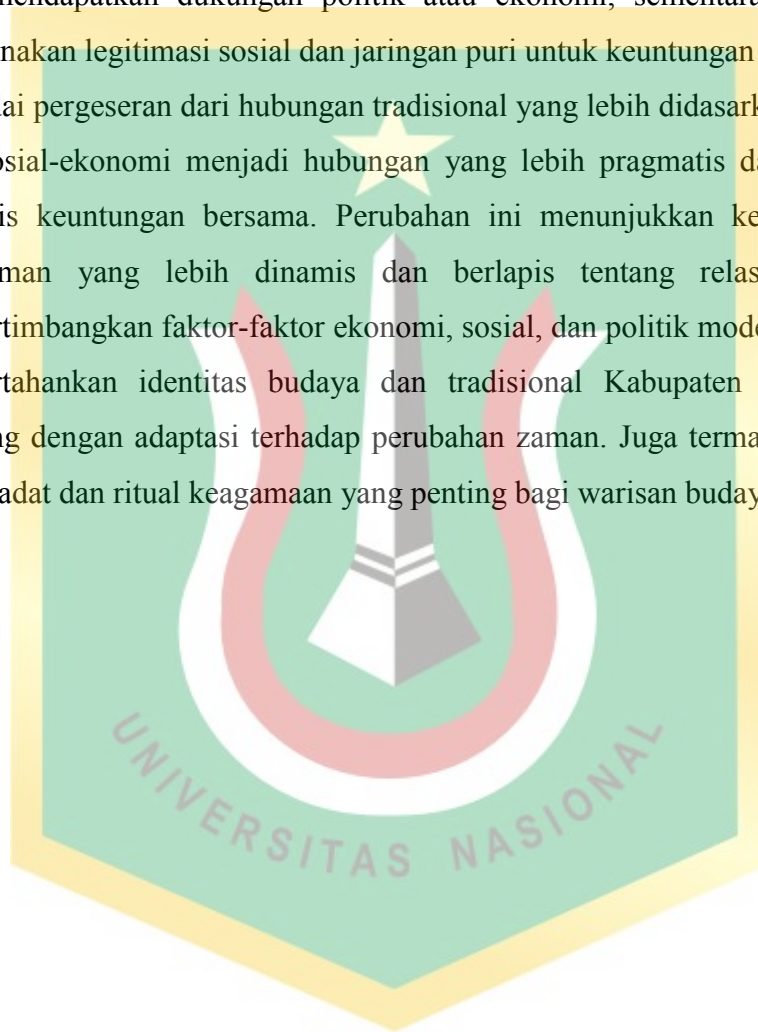 mendapatkan dukungan politik atau ekonomi, sementara
nakan legitimasi sosial dan jaringan puri untuk keuntungan
ai pergeseran dari hubungan tradisional yang lebih didasark
osial-ekonomi menjadi hubungan yang lebih pragmatis da
is keuntungan bersama. Perubahan ini menunjukkan ke
man yang lebih dinamis dan berlapis tentang relas
rtimbangkan faktor-faktor ekonomi, sosial, dan politik mode
rtahankan identitas budaya dan tradisional Kabupaten
ng dengan adaptasi terhadap perubahan zaman. Juga terma
adat dan ritual keagamaan yang penting bagi warisan buday
UNIVERSITAS NASIONAL